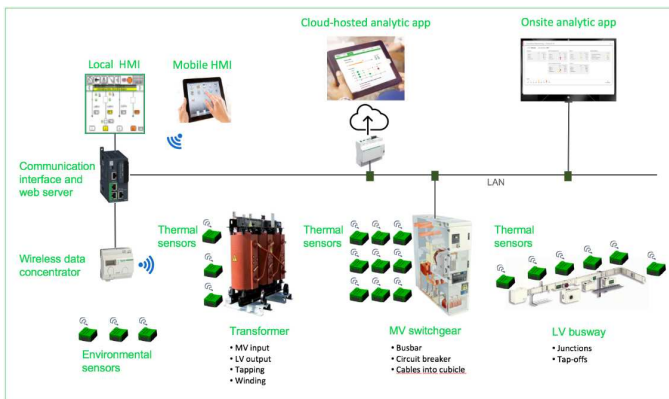 Cloud-hosted analytic app
Onsite analytic app
Local HMI
Mobile HMI
Communication
interface and
web server
LAN
Wireless data
concentrator
Thermal
sensors
Thermal
sensors
Thermal
sensors
Environmental
sensors
Transformer
• MV input
• LV output
• Tapping
• Winding
MV switchgear
• Busbar
• Circuit breaker
• Cables into cubicle
LV busway
• Junctions
• Tap-offs